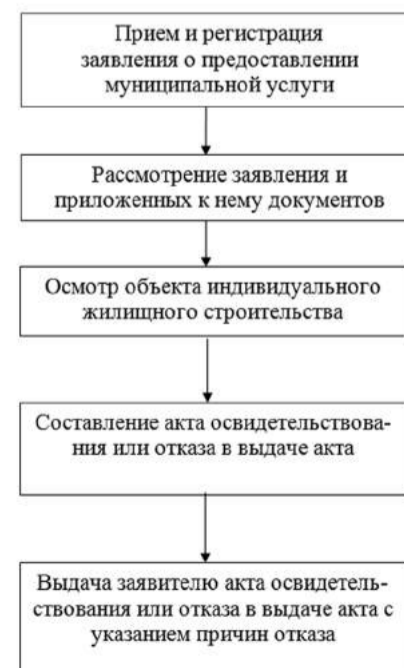 Прием и регистрация
заявления о предоставлении
муниципальной услуги
Рассмотрение заявления и
приложенных к нему документов
Осмотр объекта индивидуального
жилищного строительства
Составление акта освидетельствова-
ния или отказа в выдаче акта
Выдача заявителю акта освидетель-
ствования или отказа в выдаче акта с
указанием причин отказа